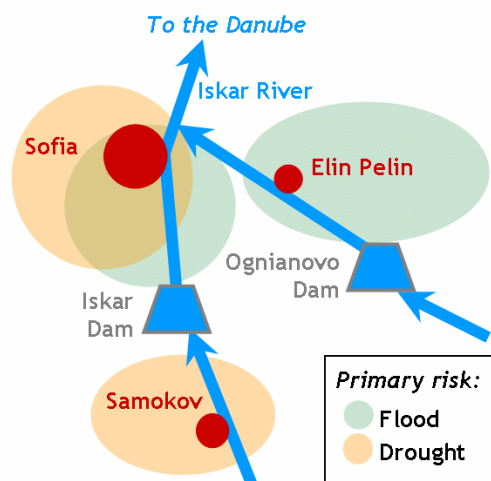 To the Danube
Iskar River
Sofia
Elin Pelin
Ognianovo
Dam
Iskar
Dam
Samokov
Primary risk:
Flood
Drought